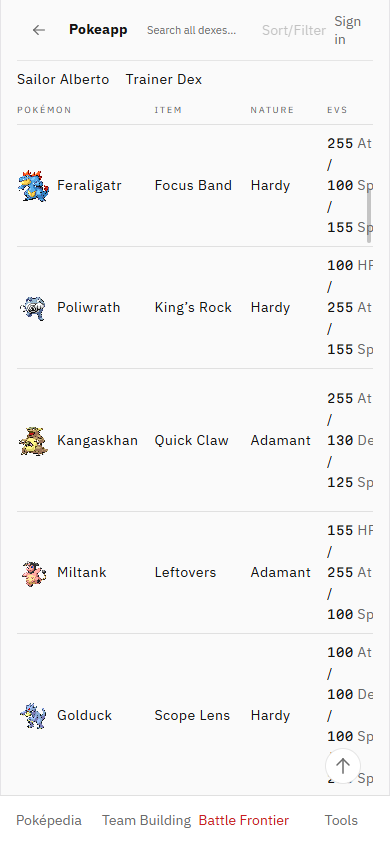 Pokeapp
Search all dexes...
Sort/Filter
Sign in
Sailor Alberto Trainer Dex
POKÉMON ITEM NATURE EVS
Feraligatr Focus Band Hardy
255 At
/
100 Sp
/
155 Sp
Poliwrath King’s Rock Hardy
100 HP
/
255 At
/
155 Sp
Kangaskhan Quick Claw Adamant
255 At
/
130 De
/
125 Sp
Miltank Leftovers Adamant
155 HP
/
255 At
/
100 Sp
Golduck Scope Lens Hardy
100 At
/
100 De
/
100 Sp
Poképedia Team Building Battle Frontier Tools